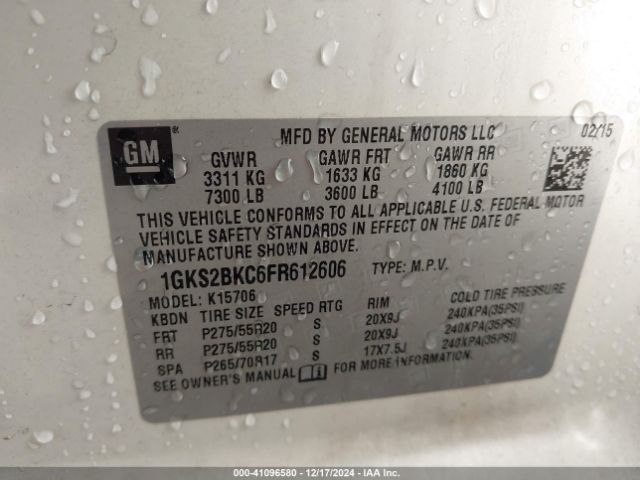 GM ®
MFD BY GENERAL MOTORS LLC 02/15
GVWR GAWR FRT GAWR RR
3311 KG 1633 KG 1860 KG
7300 LB 3600 LB 4100 LB
THIS VEHICLE CONFORMS TO ALL APPLICABLE U.S. FEDERAL MOTOR
VEHICLE SAFETY STANDARDS IN EFFECT ON THE DATE OF
MANUFACTURE SHOWN ABOVE.
1GKS2BKC6FR612606 TYPE: M.P.V.
MODEL: K15706
KBDN TIRE SIZE SPEED RTG RIM COLD TIRE PRESSURE
FRT P275/55R20 S 20X9J 240KPA(35PSI)
RR P275/55R20 S 20X9J 240KPA(35PSI)
SPA P265/70R17 S 17X7.5J 240KPA(35PSI)
SEE OWNER'S MANUAL FOR MORE INFORMATION.
000-41096580 - 12/17/2024 - IAA Inc.